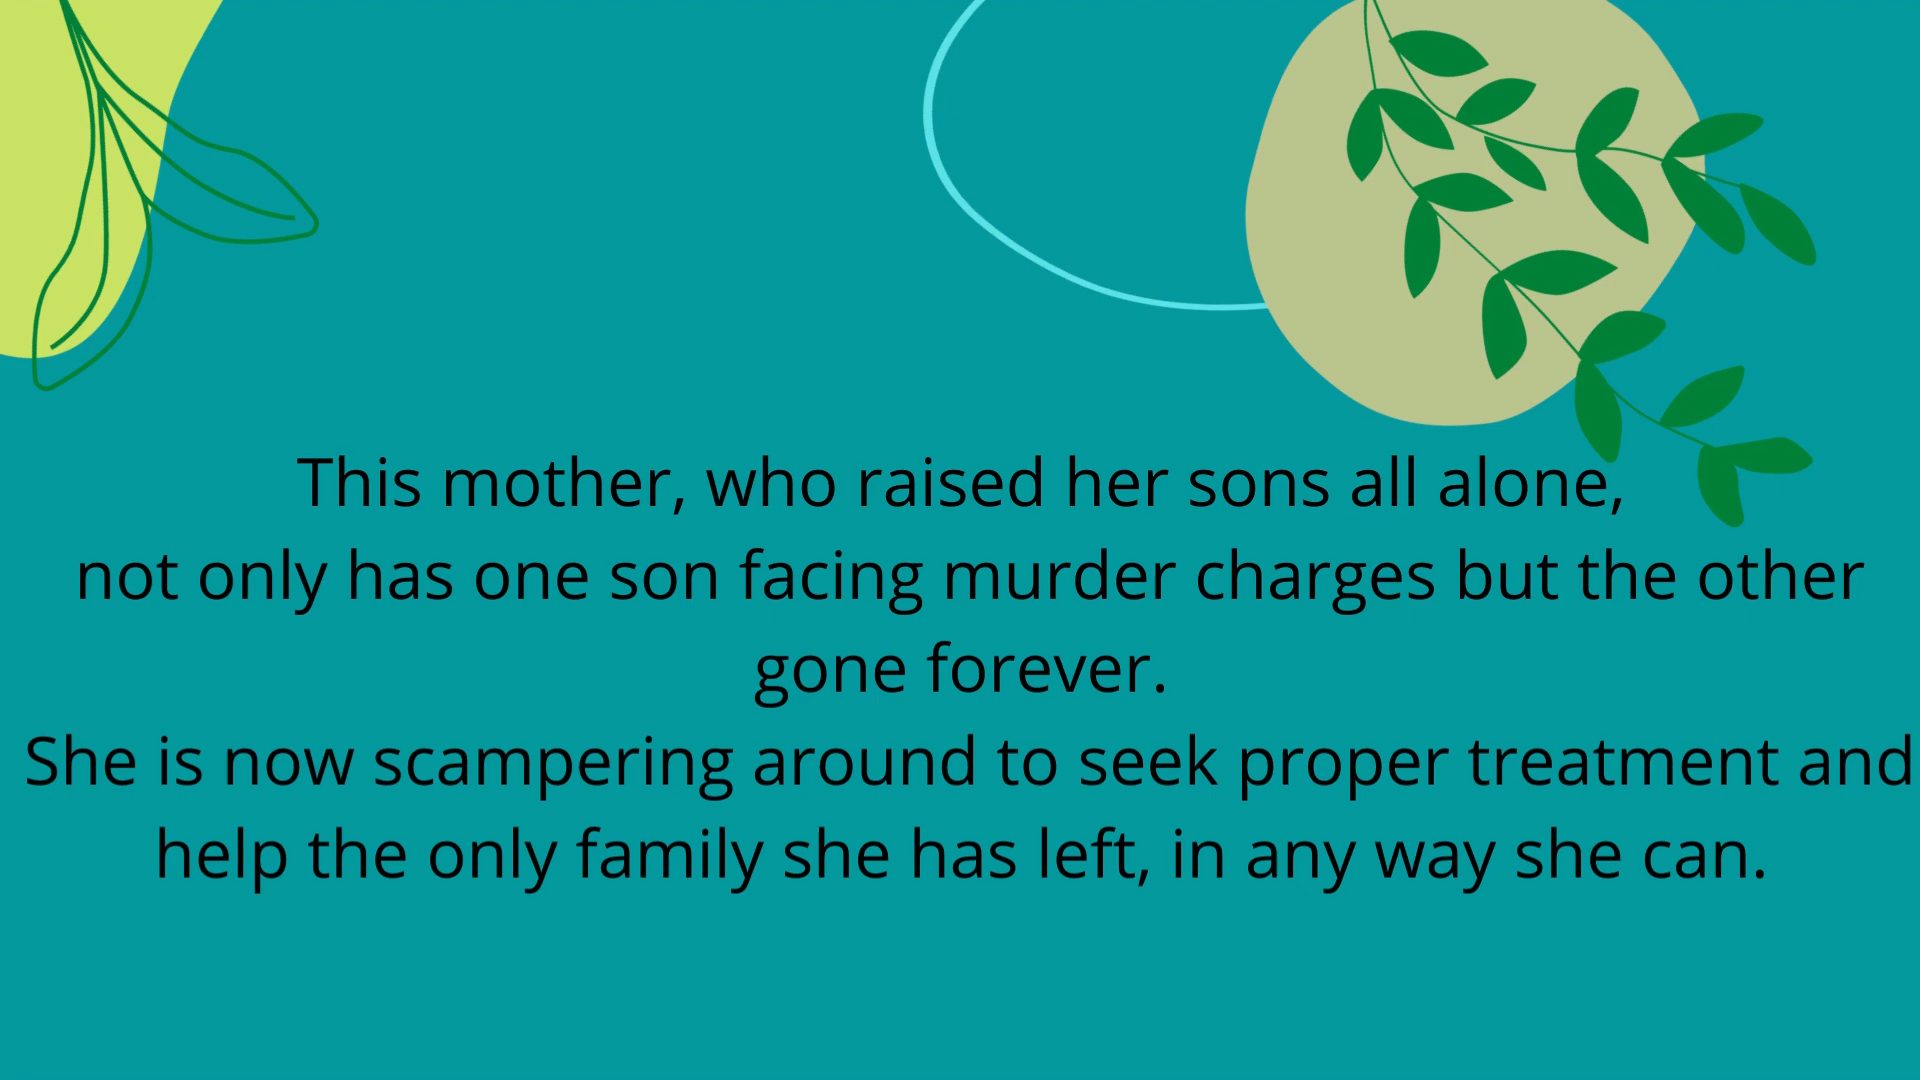 This mother, who raised her sons all alone,
not only has one son facing murder charges but the other
gone forever.
She is now scampering around to seek proper treatment and
help the only family she has left, in any way she can.